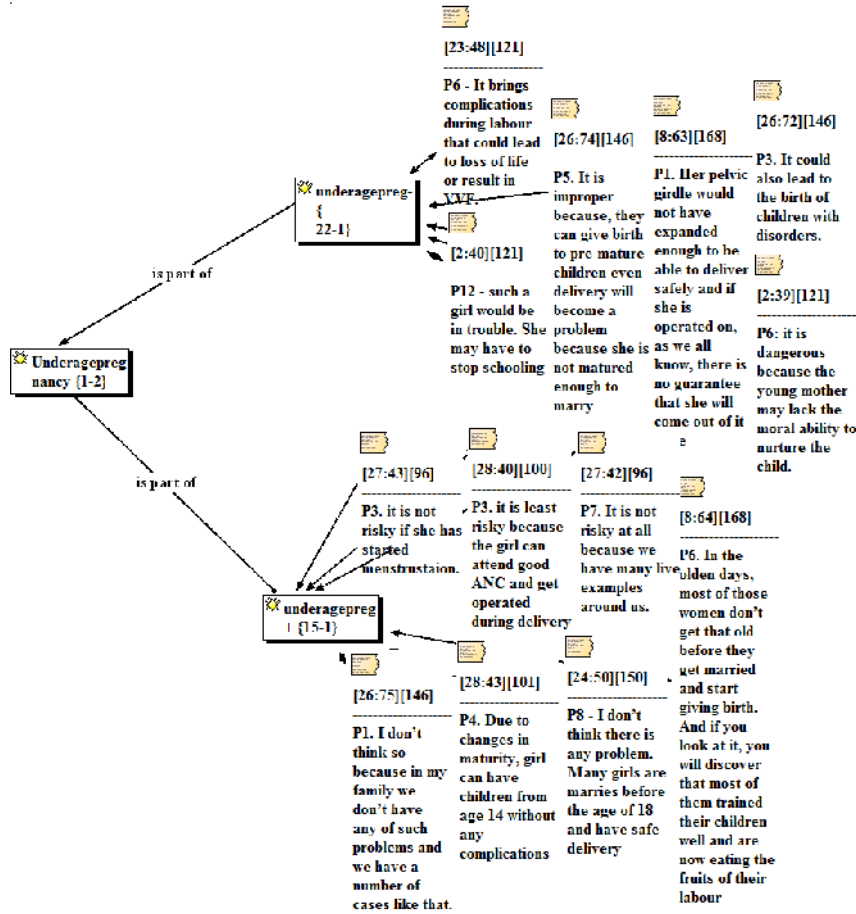 [23:48][121]
--------------------
P6 - It brings
complications
during labour
that could lead
to loss of life
or result in
VVF.
[26:74][146]
P5. It is
improper
because, they
can give birth
to pre mature
children even
delivery will
become a
problem
because she is
not matured
enough to
marry
[8:63][168]
--------------------
P1. Her pelvic
girdle would
not have
expanded
enough to be
able to deliver
safely and if
she is
operated on,
as we all
know, there is
no guarantee
that she will
come out of it
e
[26:72][146]
P3. It could
also lead to
the birth of
children with
disorders.
[2:39][121]
--------------------
P6: it is
dangerous
because the
young mother
may lack the
moral ability to
nurture the
child.
underagepreg-
{
22-1}
[2:40][121]
P12 - such a
girl would be
in trouble. She
may have to
stop schooling
is part of
Underagepreg
nancy {1-2}
is part of
[27:43][96]
--------------------
P3. it is not
risky if she has
started
menstrustaion.
[28:40][100]
--------------------
P3. it is least
risky because
the girl can
attend good
ANC and get
operated
during delivery
[27:42][96]
--------------------
P7. It is not
risky at all
because we
have many live
examples
around us.
[8:64][168]
--------------------
P6. In the
olden days,
most of those
women don't
get that old
before they
get married
and start
giving birth.
And if you
look at it, you
will discover
that most of
them trained
their children
well and are
now eating the
fruits of their
labour
underagepreg
+ {15-1}
[26:75][146]
--------------------
P1. I don't
think so
because in my
family we
don't have
any of such
problems and
we have a
number of
cases like that.
[28:43][101]
--------------------
P4. Due to
changes in
maturity, girl
can have
children from
age 14 without
any
complications
[24:50][150]
--------------------
P8 - I don't
think there is
any problem.
Many girls are
marries before
the age of 18
and have safe
delivery